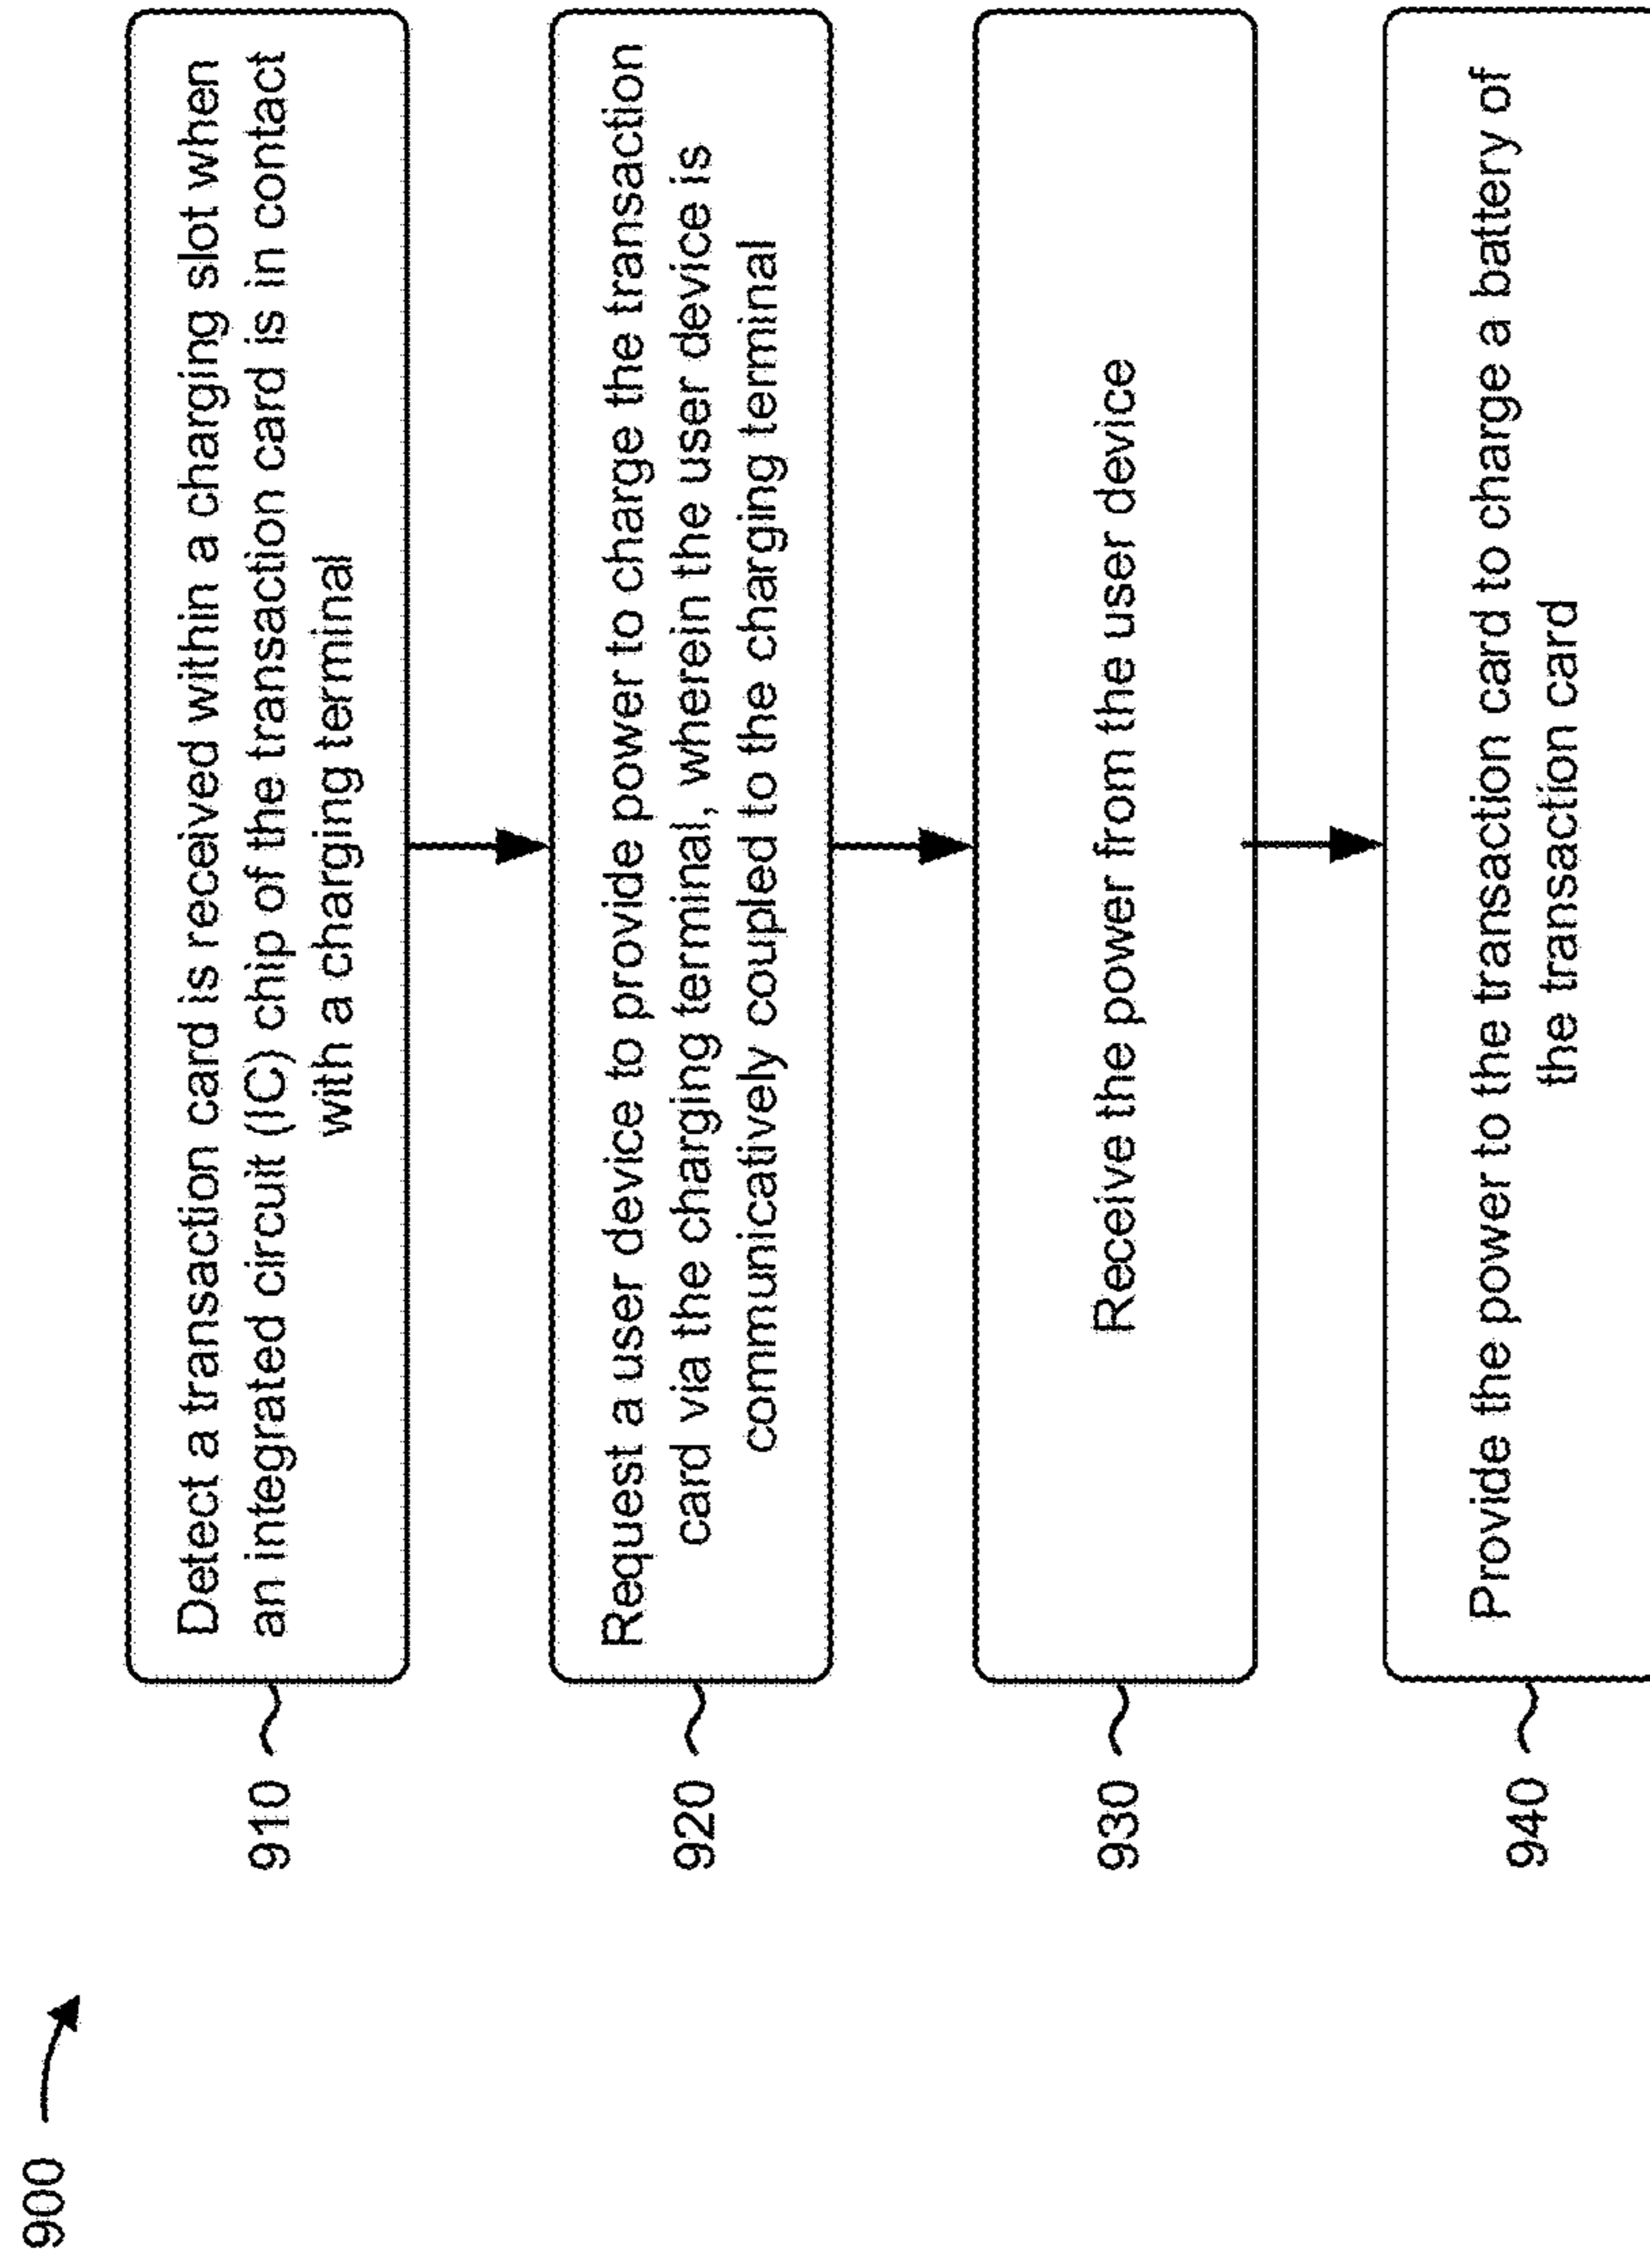 900
910
Detect a transaction card is received within a charging slot when
an integrated circuit (IC) chip of the transaction card is in contact
with a charging terminal
920
Request a user device to provide power to charge the transaction
card via the charging terminal, wherein the user device is
communicatively coupled to the charging terminal
930
Receive the power from the user device
940
Provide the power to the transaction card to charge a battery of
the transaction card